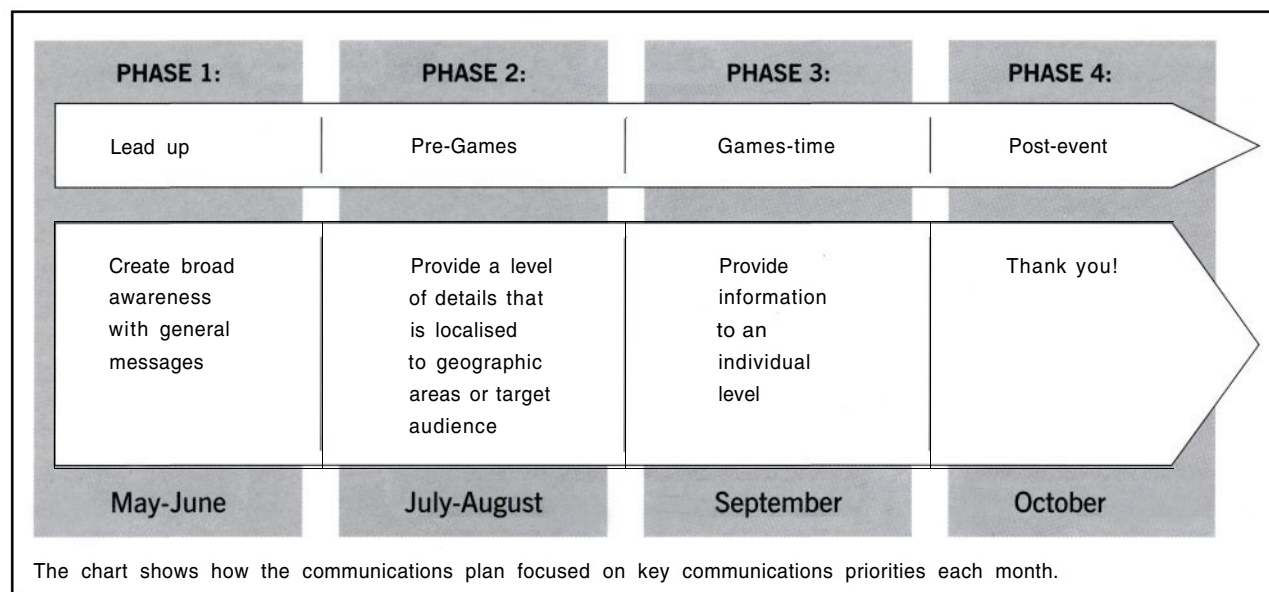 PHASE 1:
PHASE 2:
PHASE 3:
PHASE 4:
Lead up
Pre-Games
Games-time
Post-event
Create broad
awareness
with general
messages
Provide a level
of details that
is localised
to geographic
areas or target
audience
Provide
information
to an
individual
level
Thank you!
May-June
July-August
September
October
The chart shows how the communications plan focused on key communications priorities each month.